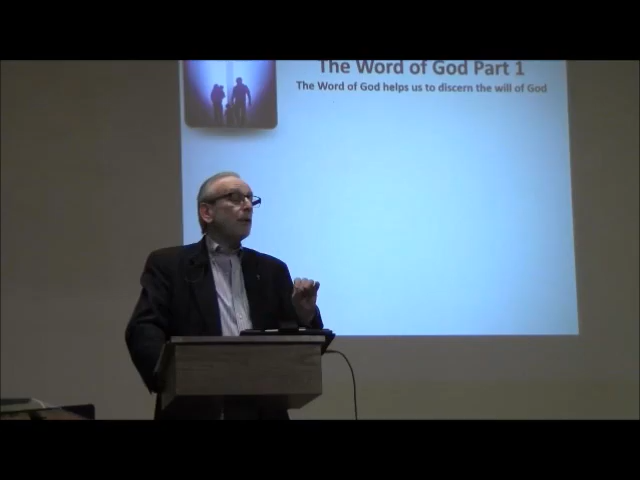 The Word of God Part 1
The Word of God helps us to discern the will of God